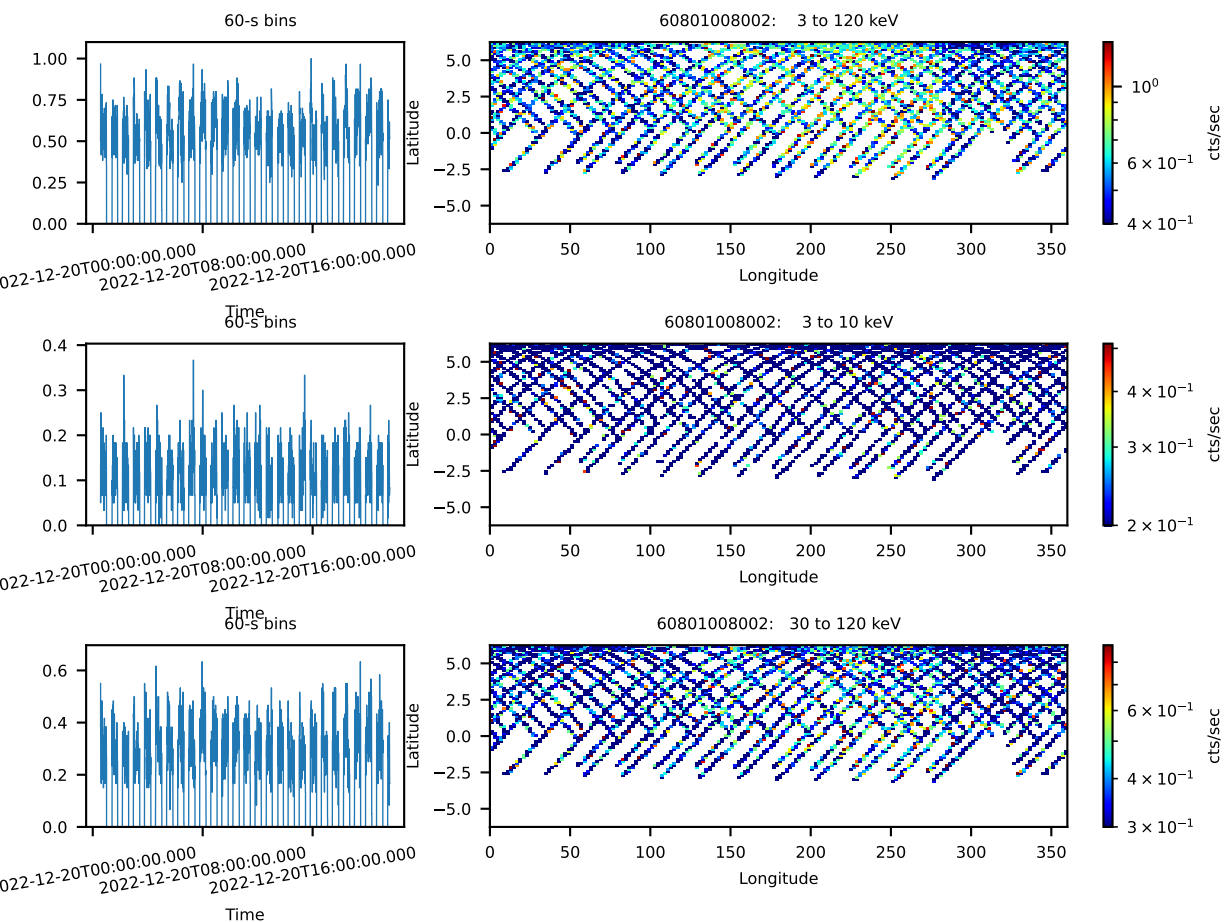 60-s bins
60801008002: 3 to 120 keV
1.00
0.75
0.50
0.25
0.00
Latitude
5.0
2.5
0.0
−2.5
−5.0
10⁰
6 × 10⁻¹
4 × 10⁻¹
cts/sec
022-12-20T00:00:00.000
2022-12-20T08:00:00.000
2022-12-20T16:00:00.000
Time
0 50 100 150 200 250 300 350
Longitude
60-s bins
60801008002: 3 to 10 keV
0.4
0.3
0.2
0.1
0.0
Latitude
5.0
2.5
0.0
−2.5
−5.0
4 × 10⁻¹
3 × 10⁻¹
2 × 10⁻¹
cts/sec
022-12-20T00:00:00.000
2022-12-20T08:00:00.000
2022-12-20T16:00:00.000
Time
0 50 100 150 200 250 300 350
Longitude
60-s bins
60801008002: 30 to 120 keV
0.6
0.4
0.2
0.0
Latitude
5.0
2.5
0.0
−2.5
−5.0
6 × 10⁻¹
4 × 10⁻¹
3 × 10⁻¹
cts/sec
022-12-20T00:00:00.000
2022-12-20T08:00:00.000
2022-12-20T16:00:00.000
Time
0 50 100 150 200 250 300 350
Longitude